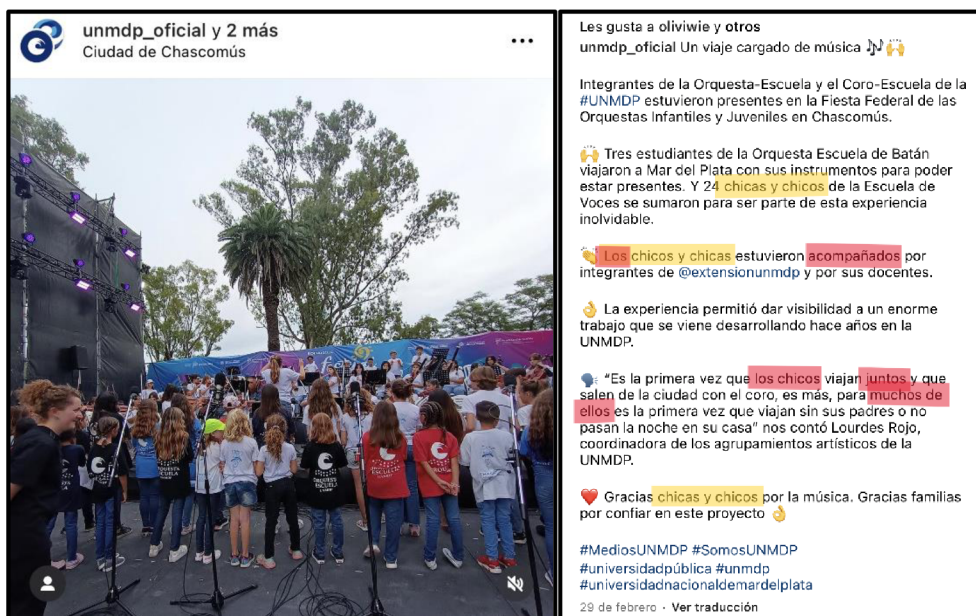 unmdp_oficial y 2 más
Ciudad de Chascomús
ORQUESTA
ESCUELA
Les gusta a oliviwie y otros
unmdp_oficial Un viaje cargado de música 🎶🙌
Integrantes de la Orquesta-Escuela y el Coro-Escuela de la
#UNMDP estuvieron presentes en la Fiesta Federal de las
Orquestas Infantiles y Juveniles en Chascomús.
🙌 Tres estudiantes de la Orquesta Escuela de Batán
viajaron a Mar del Plata con sus instrumentos para poder
estar presentes. Y 24 chicas y chicos de la Escuela de
Voces se sumaron para ser parte de esta experiencia
inolvidable.
👏 Los chicos y chicas estuvieron acompañados por
integrantes de @extensionunmdp y por sus docentes.
👌 La experiencia permitió dar visibilidad a un enorme
trabajo que se viene desarrollando hace años en la
UNMDP.
🗣️ “Es la primera vez que los chicos viajan juntos y que
salen de la ciudad con el coro, es más, para muchos de
ellos es la primera vez que viajan sin sus padres o no
pasan la noche en su casa” nos contó Lourdes Rojo,
coordinadora de los agrupamientos artísticos de la
UNMDP.
❤️ Gracias chicas y chicos por la música. Gracias familias
por confiar en este proyecto 👌
#MediosUNMDP #SomosUNMDP
#universidadpública #unmdp
#universidadnacionaldemardelplata
29 de febrero · Ver traducción